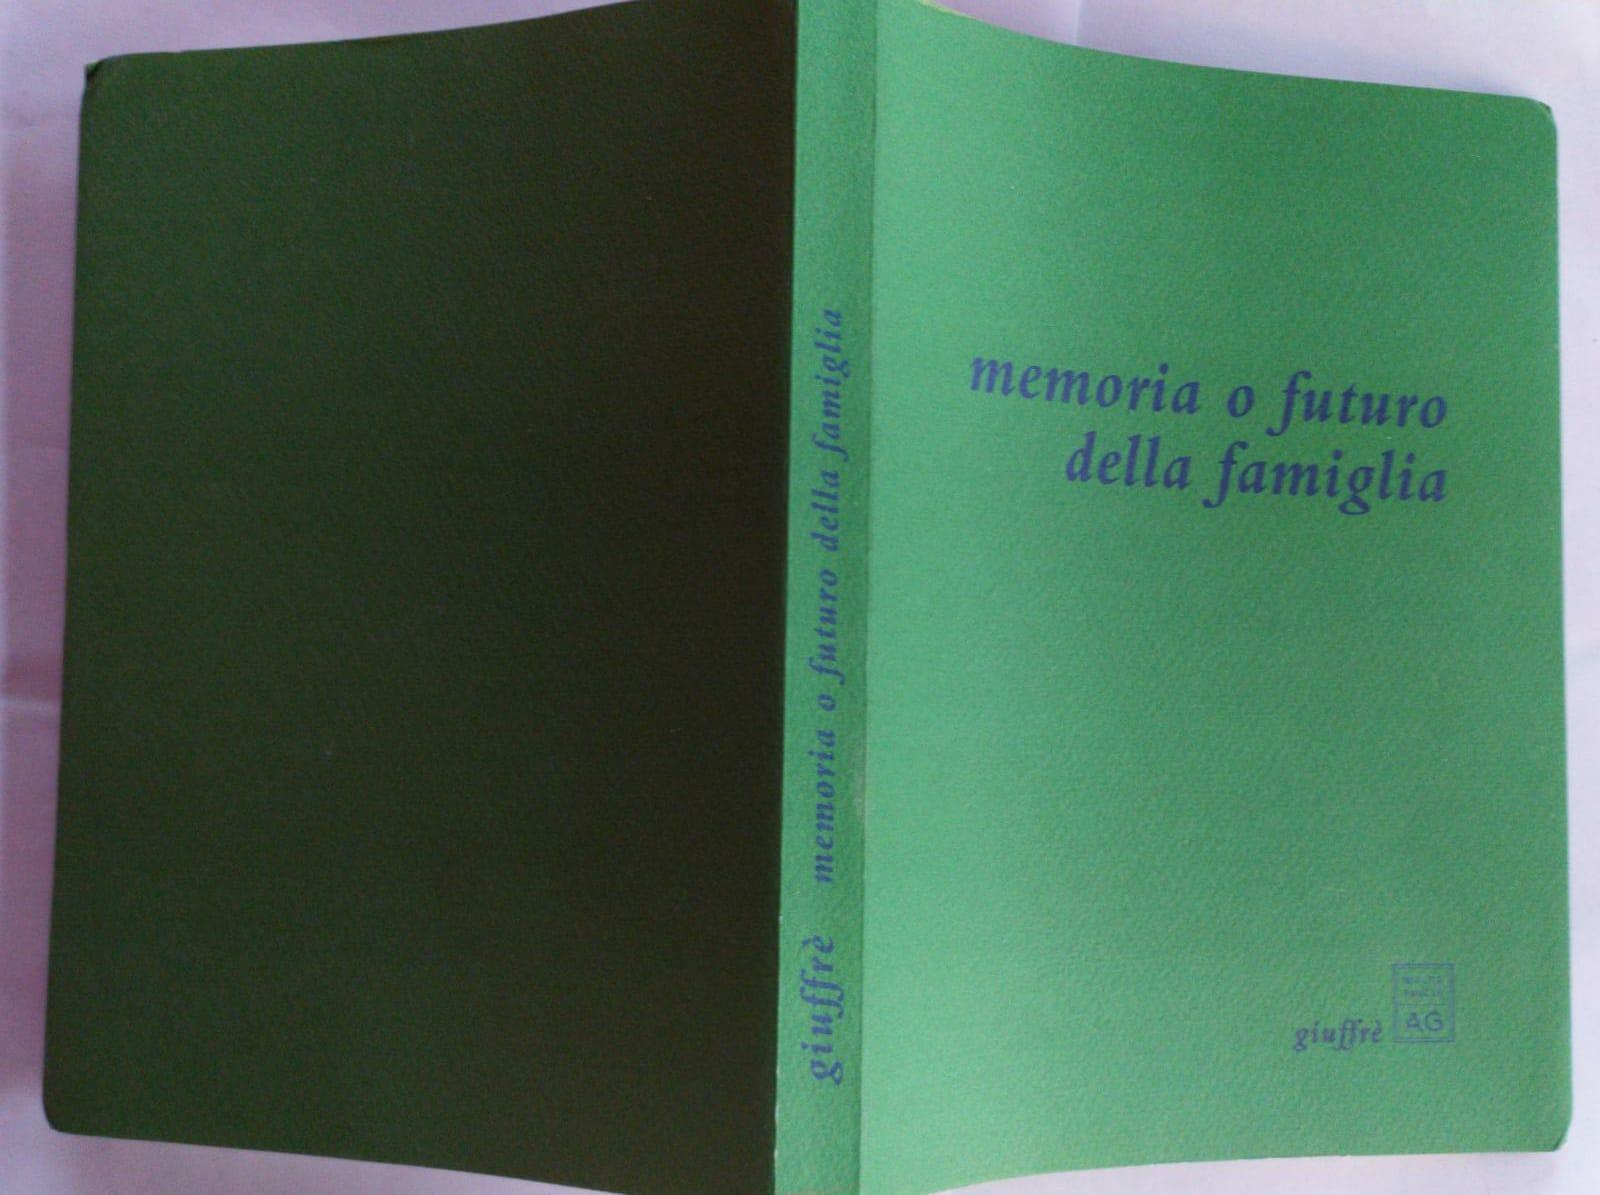 giuffrè memoria o futuro della famiglia
memoria o futuro
della famiglia
giuffrè
AG